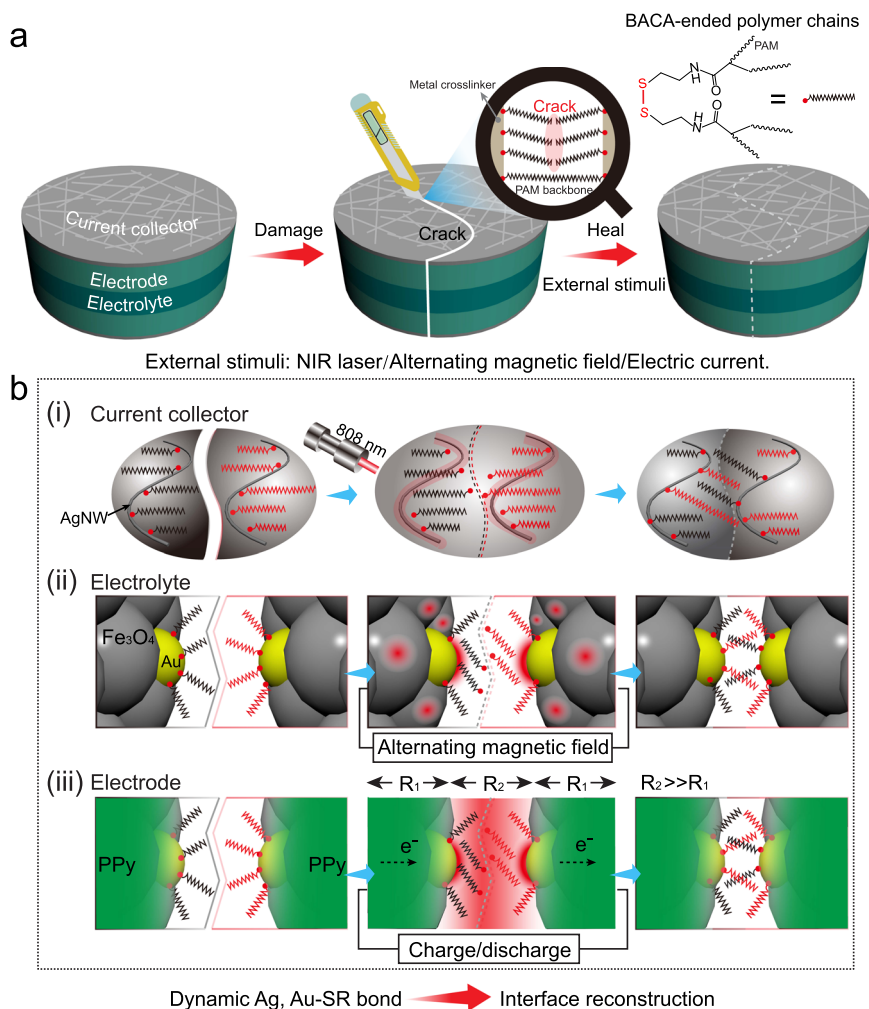 a
BACA-ended polymer chains
PAM
H
N
O
S
S
O
N
H
=
Metal crosslinker
Crack
PAM backbone
Current collector
Electrode
Electrolyte
Damage
Crack
Heal
External stimuli
External stimuli: NIR laser/Alternating magnetic field/Electric current.
b
(i) Current collector
808 nm
AgNW
(ii) Electrolyte
Fe₃O₄
Au
Alternating magnetic field
(iii) Electrode
R₁ R₂ R₁ R₂>>R₁
PPy PPy e⁻ e⁻
Charge/discharge
Dynamic Ag, Au-SR bond Interface reconstruction